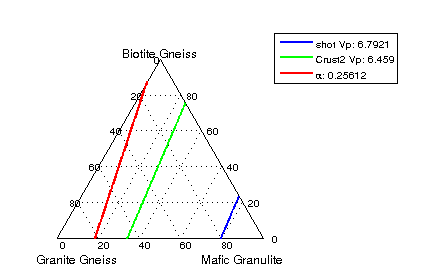 Biotite Gneiss
shot Vp: 6.7921
Crust2 Vp: 6.459
α: 0.25612
0
20 80
40 60
60 40
80 20
0 20 40 60 80 0
Granite Gneiss Mafic Granulite